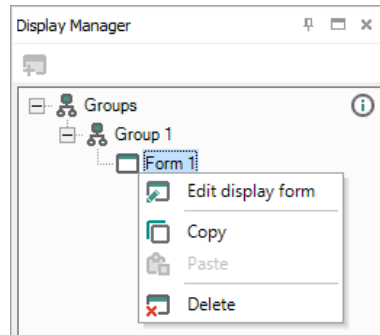 Display Manager
Groups
Group 1
Form 1
Edit display form
Copy
Paste
Delete